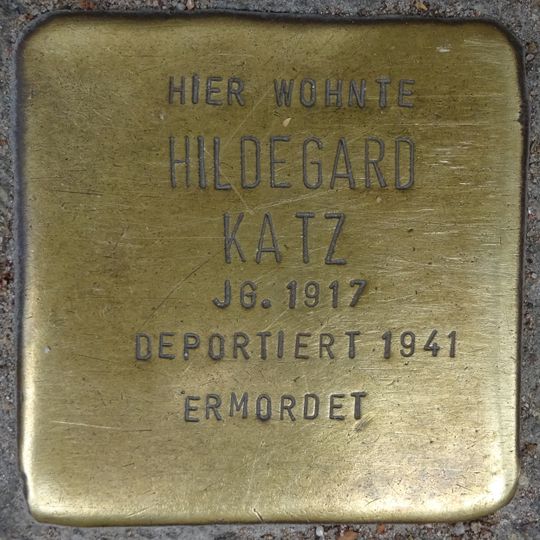 HIER WOHNTE
HILDEGARD
KATZ
JG. 1917
DEPORTIERT 1941
ERMORDET